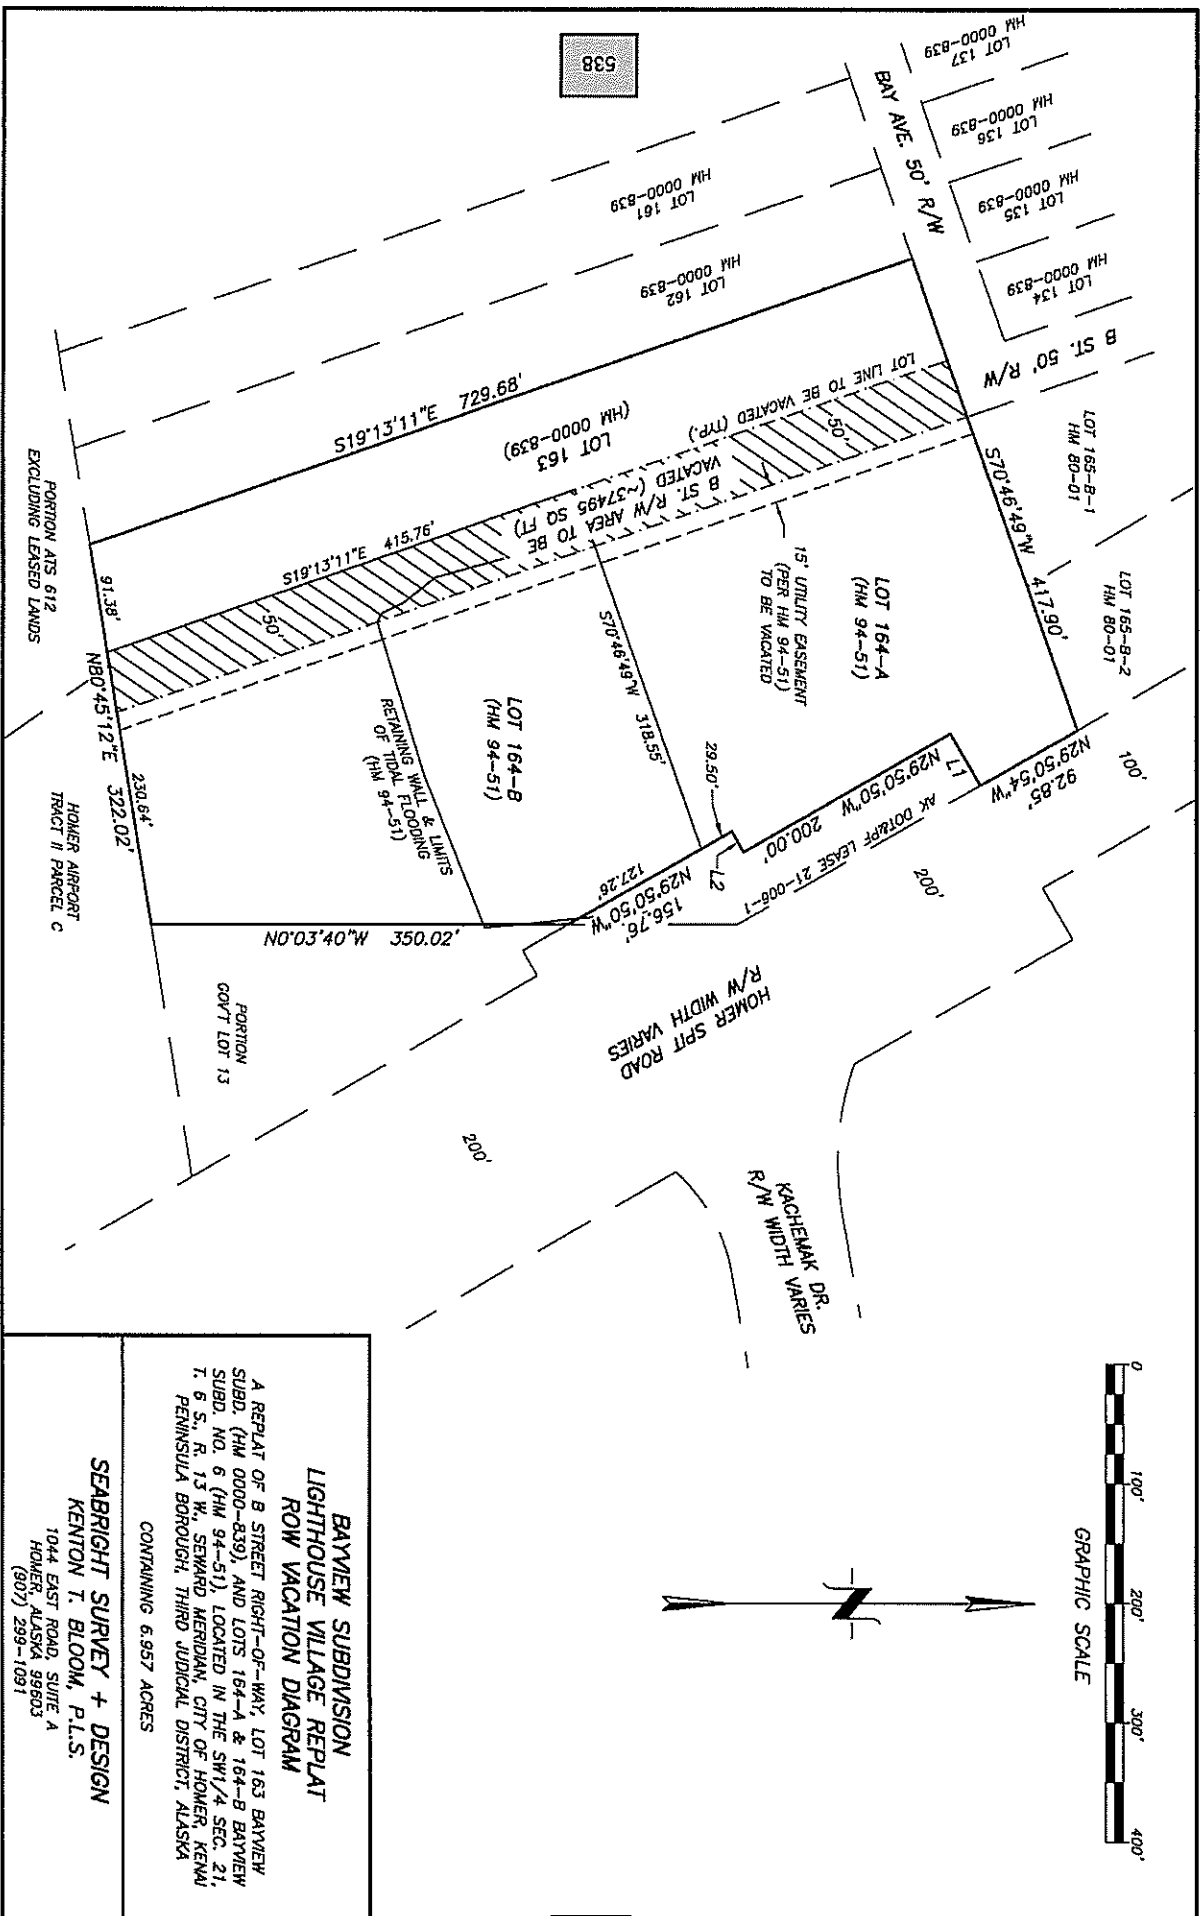 538
LOT 137
HM 0000-839
LOT 136
HM 0000-839
LOT 135
HM 0000-839
LOT 134
HM 0000-839
BAY AVE. 50' R/W
B ST. 50' R/W
LOT 161
HM 0000-839
LOT 162
HM 0000-839
LOT 165-B-1
HM 80-01
LOT 165-B-2
HM 80-01
S19°13'11"E 729.68'
LOT 163
(HM 0000-839)
LOT LINE TO BE VACATED (TYP.)
50'
B ST. R/W AREA TO BE
VACATED (~37495 SQ FT)
S19°13'11"E 415.76'
50'
S70°46'49"W 417.90'
15' UTILITY EASEMENT
(PER HM 94-51)
TO BE VACATED
LOT 164-A
(HM 94-51)
S70°46'49"W 318.55'
LOT 164-B
(HM 94-51)
RETAINING WALL & LIMITS
OF TIDAL FLOODING
(HM 94-51)
29.50'
L1
L2
N29°50'54"W
92.85'
100'
N29°50'50"W 200.00'
AK DOT&PF LEASE 21-006-1
200'
127.26'
N29°50'50"W
156.76'
N0°03'40"W 350.02'
91.38'
N80°45'12"E 322.02'
230.64'
PORTION ATS 612
EXCLUDING LEASED LANDS
HOMER AIRPORT
TRACT II PARCEL C
PORTION
GOV'T LOT 13
HOMER SPIT ROAD
R/W WIDTH VARIES
200'
KACHEMAK DR.
R/W WIDTH VARIES
0 100' 200' 300' 400'
GRAPHIC SCALE
BAYVIEW SUBDIVISION
LIGHTHOUSE VILLAGE REPLAT
ROW VACATION DIAGRAM
A REPLAT OF B STREET RIGHT-OF-WAY, LOT 163 BAYVIEW
SUBD. (HM 0000-839), AND LOTS 164-A & 164-B BAYVIEW
SUBD. NO. 6 (HM 94-51), LOCATED IN THE SW1/4 SEC. 21,
T. 6 S., R. 13 W., SEWARD MERIDIAN, CITY OF HOMER, KENAI
PENINSULA BOROUGH, THIRD JUDICIAL DISTRICT, ALASKA
CONTAINING 6.957 ACRES
SEABRIGHT SURVEY + DESIGN
KENTON T. BLOOM, P.L.S.
1044 EAST ROAD, SUITE A
HOMER, ALASKA 99603
(907) 299-1091